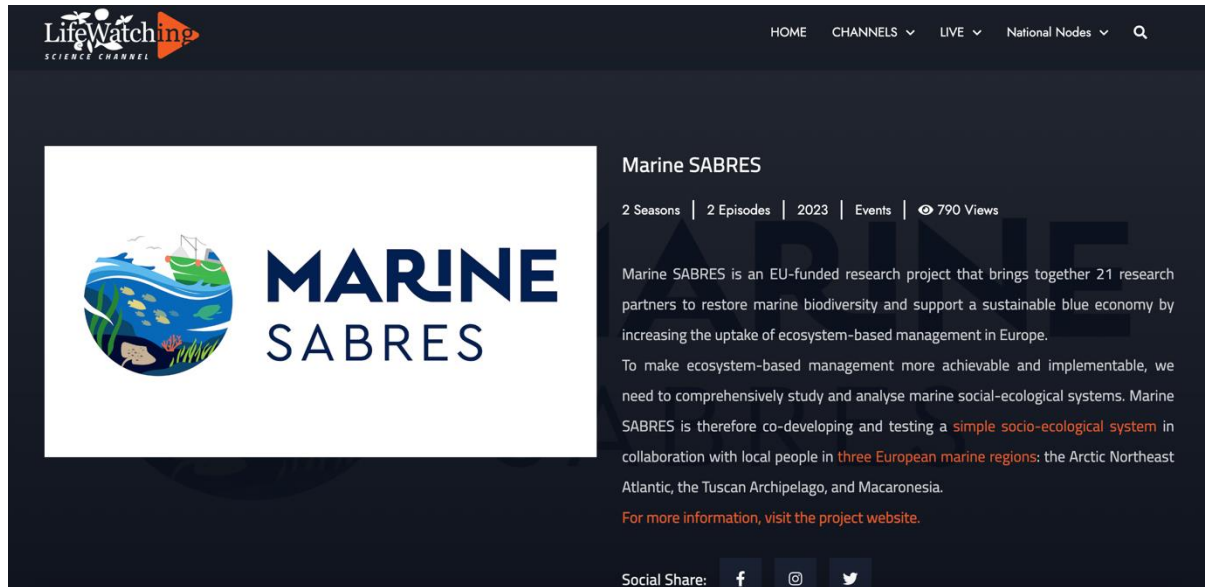 LifeWatching
SCIENCE CHANNEL
HOME CHANNELS LIVE National Nodes
MARINE
SABRES
Marine SABRES
2 Seasons | 2 Episodes | 2023 | Events | 790 Views
Marine SABRES is an EU-funded research project that brings together 21 research
partners to restore marine biodiversity and support a sustainable blue economy by
increasing the uptake of ecosystem-based management in Europe.
To make ecosystem-based management more achievable and implementable, we
need to comprehensively study and analyse marine social-ecological systems. Marine
SABRES is therefore co-developing and testing a simple socio-ecological system in
collaboration with local people in three European marine regions: the Arctic Northeast
Atlantic, the Tuscan Archipelago, and Macaronesia.
For more information, visit the project website.
Social Share: